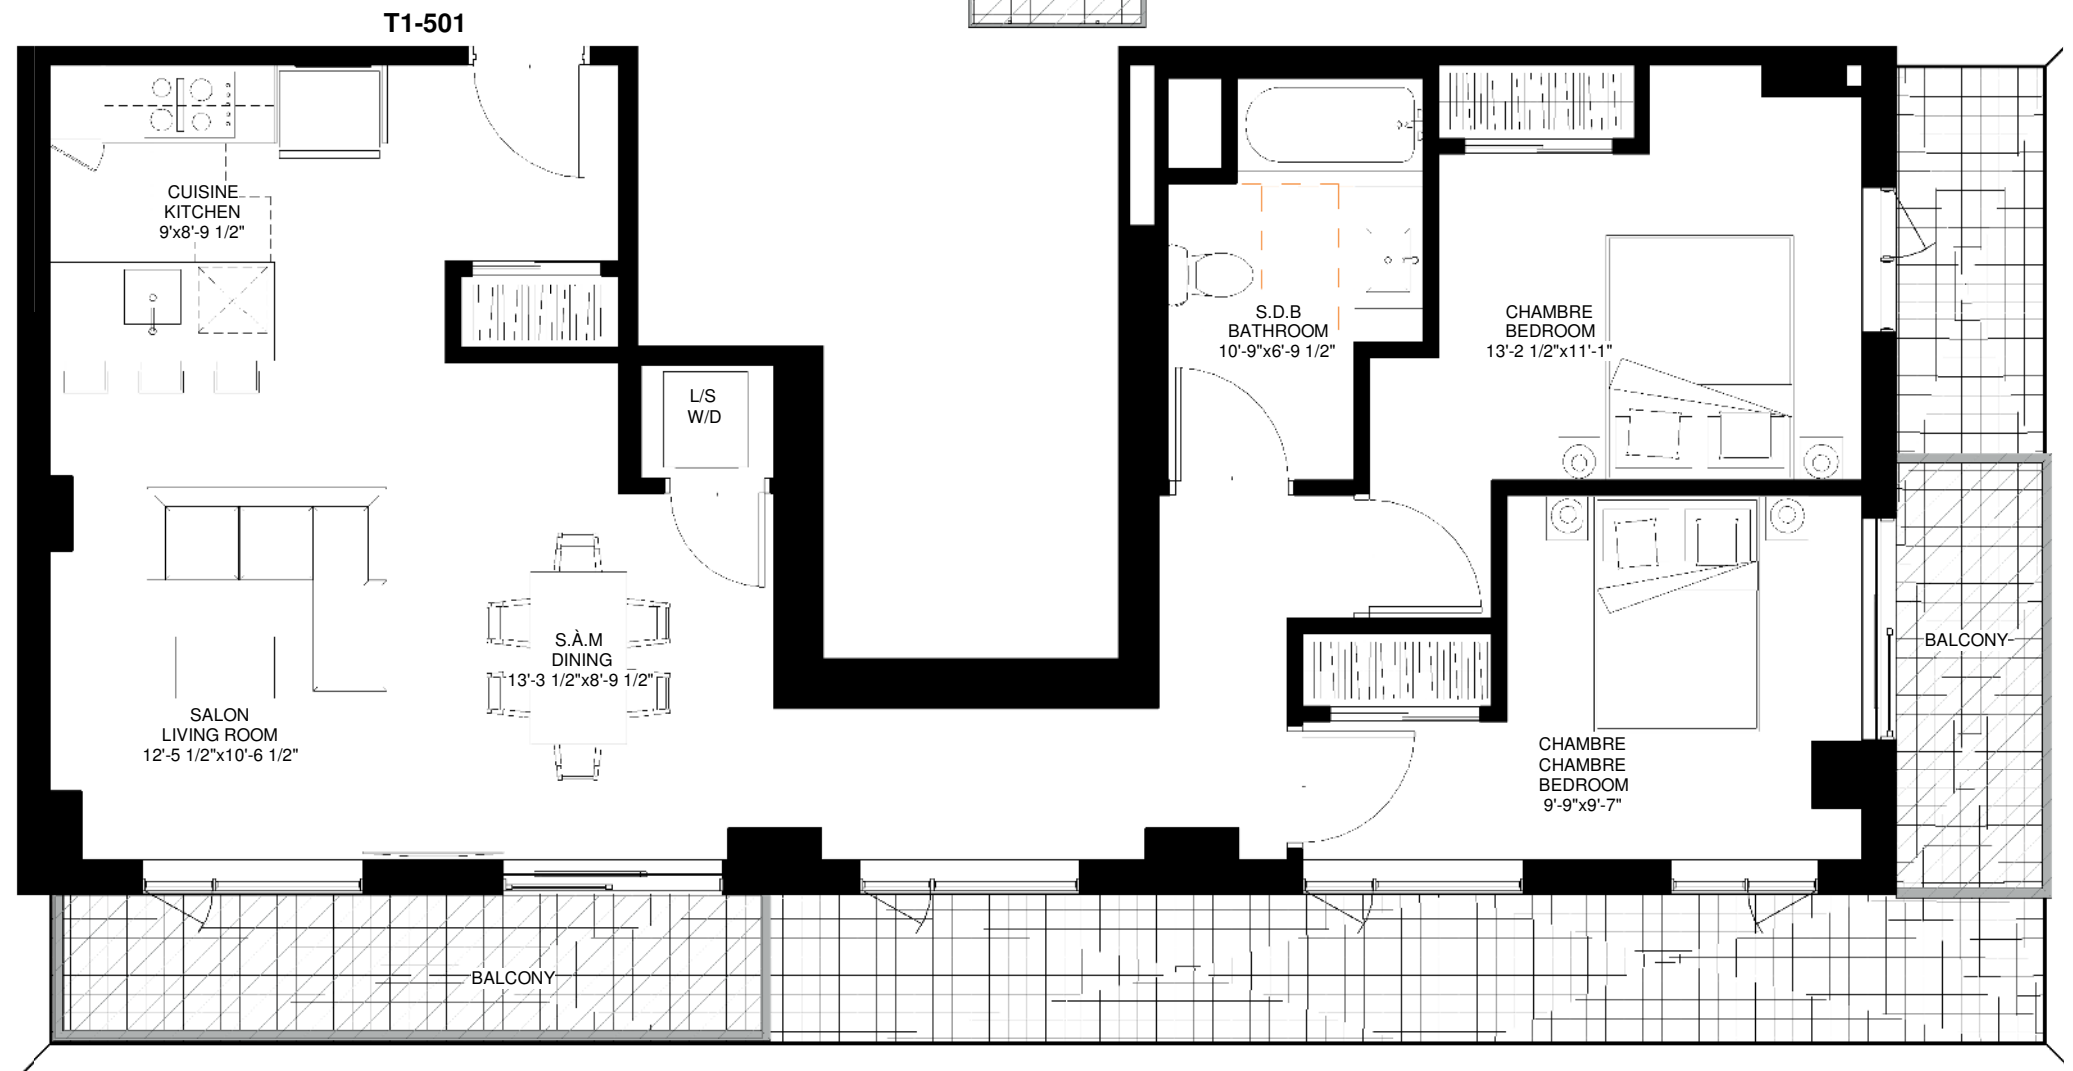 T1-501
CUISINE
KITCHEN
9'x8'-9 1/2"
L/S
W/D
S.D.B
BATHROOM
10'-9"x6'-9 1/2"
CHAMBRE
BEDROOM
13'-2 1/2"x11'-1"
S.À.M
DINING
13'-3 1/2"x8'-9 1/2"
SALON
LIVING ROOM
12'-5 1/2"x10'-6 1/2"
CHAMBRE
CHAMBRE
BEDROOM
9'-9"x9'-7"
BALCONY
BALCONY